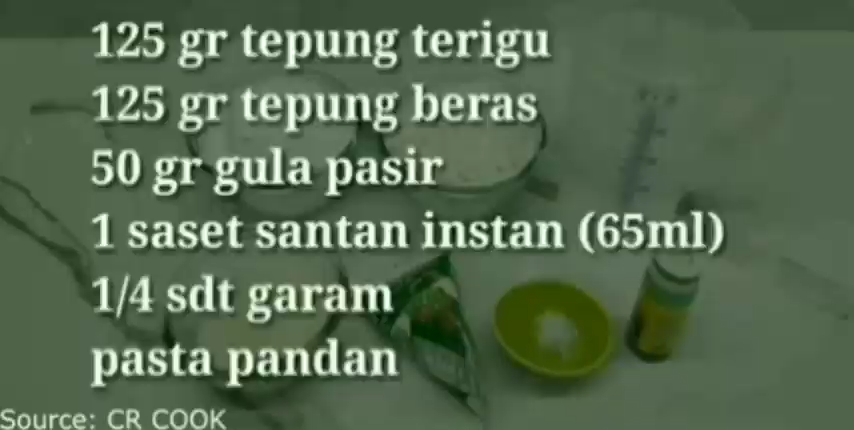 125 gr tepung terigu
125 gr tepung beras
50 gr gula pasir
1 saset santan instan (65ml)
1/4 sdt garam
pasta pandan
Source: CR COOK